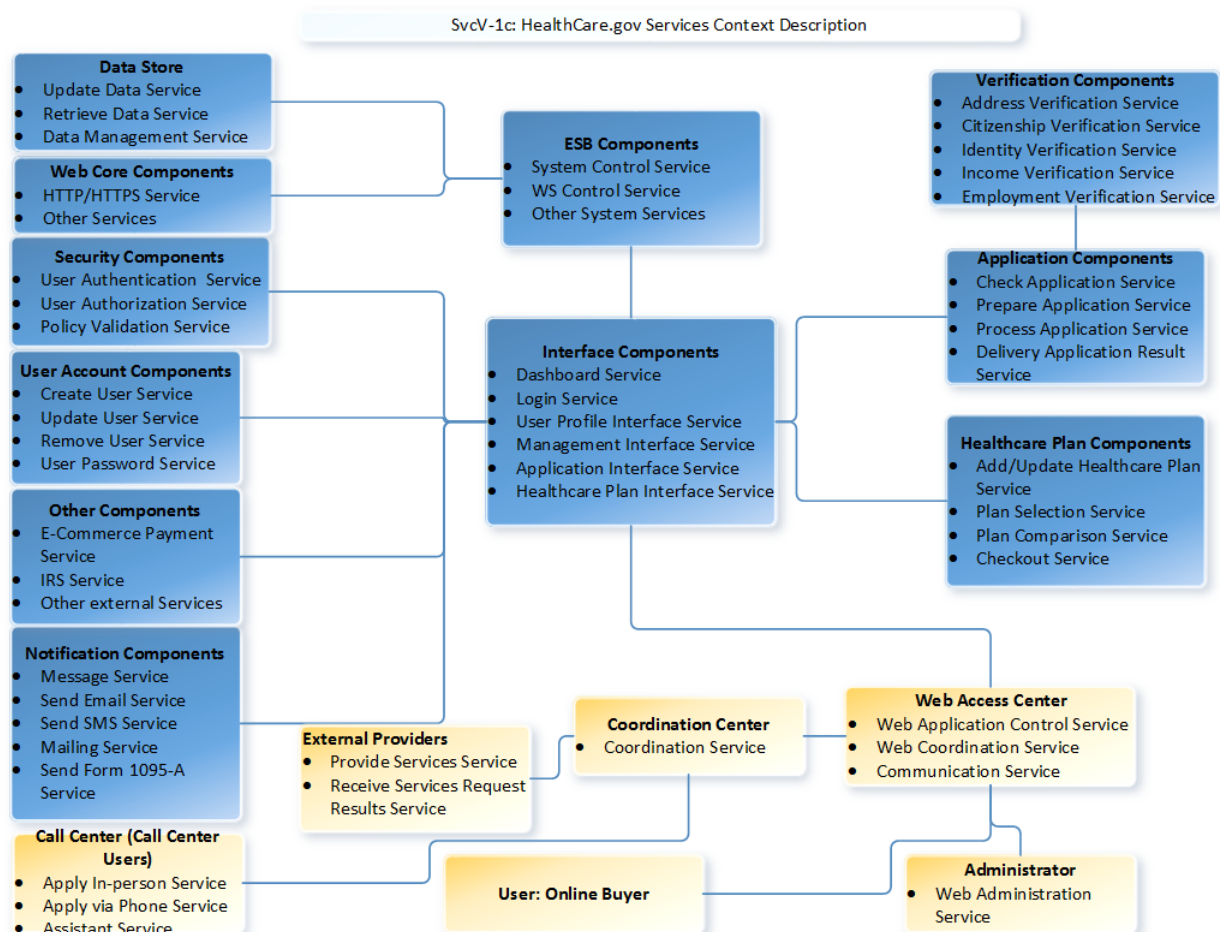 SvcV-1c: HealthCare.gov Services Context Description
Data Store
• Update Data Service
• Retrieve Data Service
• Data Management Service
Web Core Components
• HTTP/HTTPS Service
• Other Services
Security Components
• User Authentication Service
• User Authorization Service
• Policy Validation Service
User Account Components
• Create User Service
• Update User Service
• Remove User Service
• User Password Service
Other Components
• E-Commerce Payment
Service
• IRS Service
• Other external Services
Notification Components
• Message Service
• Send Email Service
• Send SMS Service
• Mailing Service
• Send Form 1095-A
Service
Call Center (Call Center
Users)
• Apply In-person Service
• Apply via Phone Service
• Assistant Service
ESB Components
• System Control Service
• WS Control Service
• Other System Services
Interface Components
• Dashboard Service
• Login Service
• User Profile Interface Service
• Management Interface Service
• Application Interface Service
• Healthcare Plan Interface Service
Verification Components
• Address Verification Service
• Citizenship Verification Service
• Identity Verification Service
• Income Verification Service
• Employment Verification Service
Application Components
• Check Application Service
• Prepare Application Service
• Process Application Service
• Delivery Application Result
Service
Healthcare Plan Components
• Add/Update Healthcare Plan
Service
• Plan Selection Service
• Plan Comparison Service
• Checkout Service
External Providers
• Provide Services Service
• Receive Services Request
Results Service
Coordination Center
• Coordination Service
Web Access Center
• Web Application Control Service
• Web Coordination Service
• Communication Service
User: Online Buyer
Administrator
• Web Administration
Service